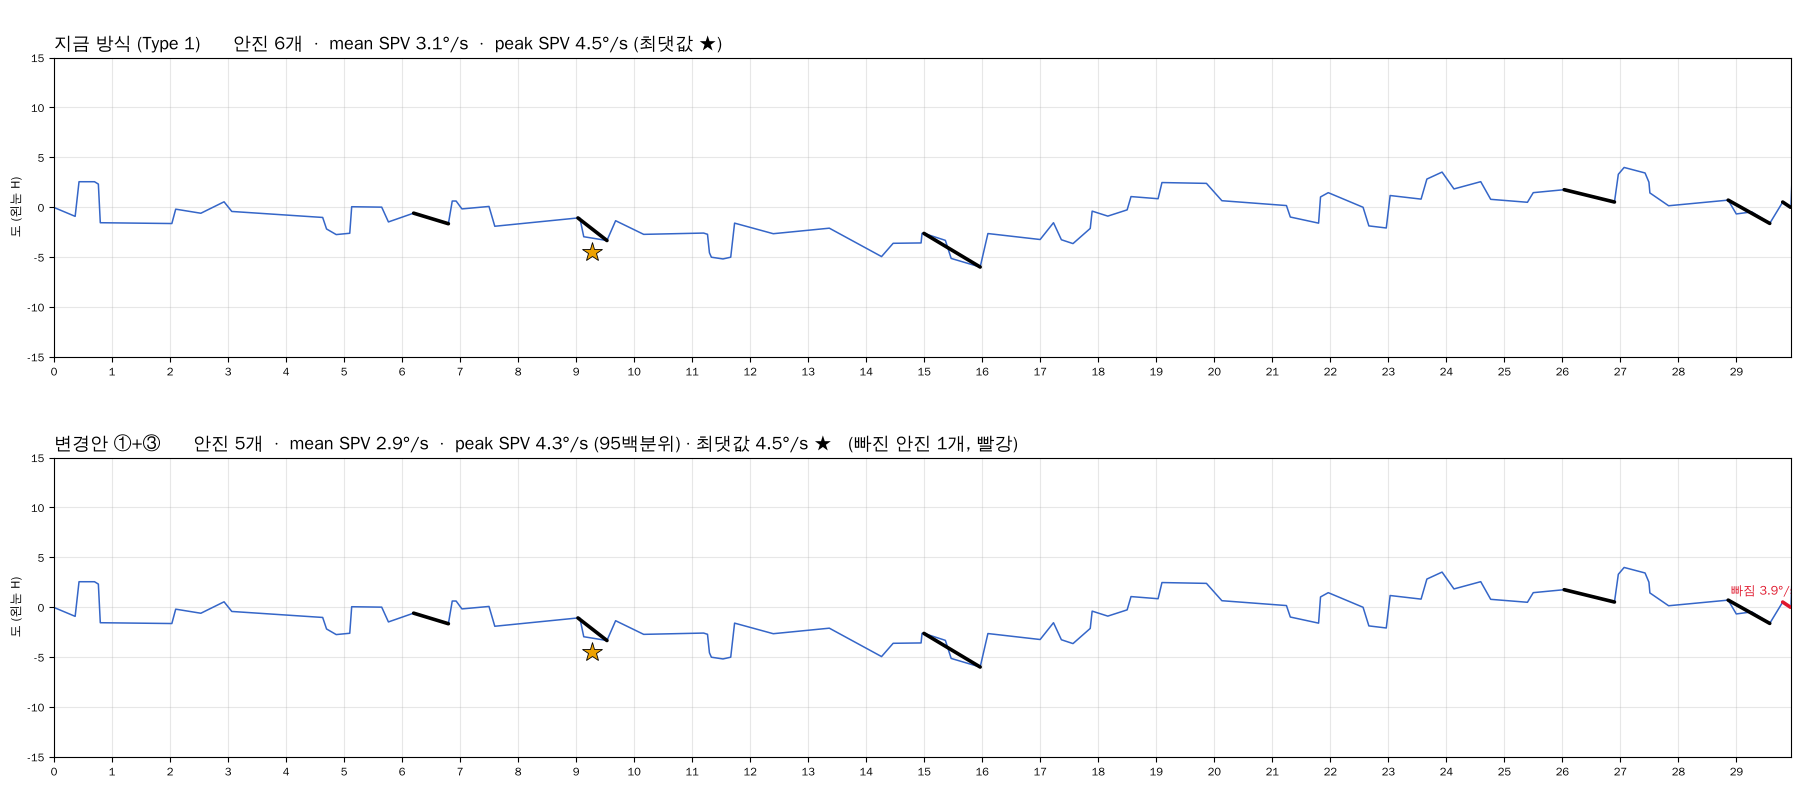 지금 방식 (Type 1)      안진 6개  ·  mean SPV 3.1°/s  ·  peak SPV 4.5°/s (최댓값 ★)
15
10
5
0
-5
-10
-15
도 (왼눈 H)
0 1 2 3 4 5 6 7 8 9 10 11 12 13 14 15 16 17 18 19 20 21 22 23 24 25 26 27 28 29
변경안 ①+③      안진 5개  ·  mean SPV 2.9°/s  ·  peak SPV 4.3°/s (95백분위) · 최댓값 4.5°/s ★   (빠진 안진 1개, 빨강)
15
10
5
0
-5
-10
-15
도 (왼눈 H)
빠짐 3.9°/
0 1 2 3 4 5 6 7 8 9 10 11 12 13 14 15 16 17 18 19 20 21 22 23 24 25 26 27 28 29